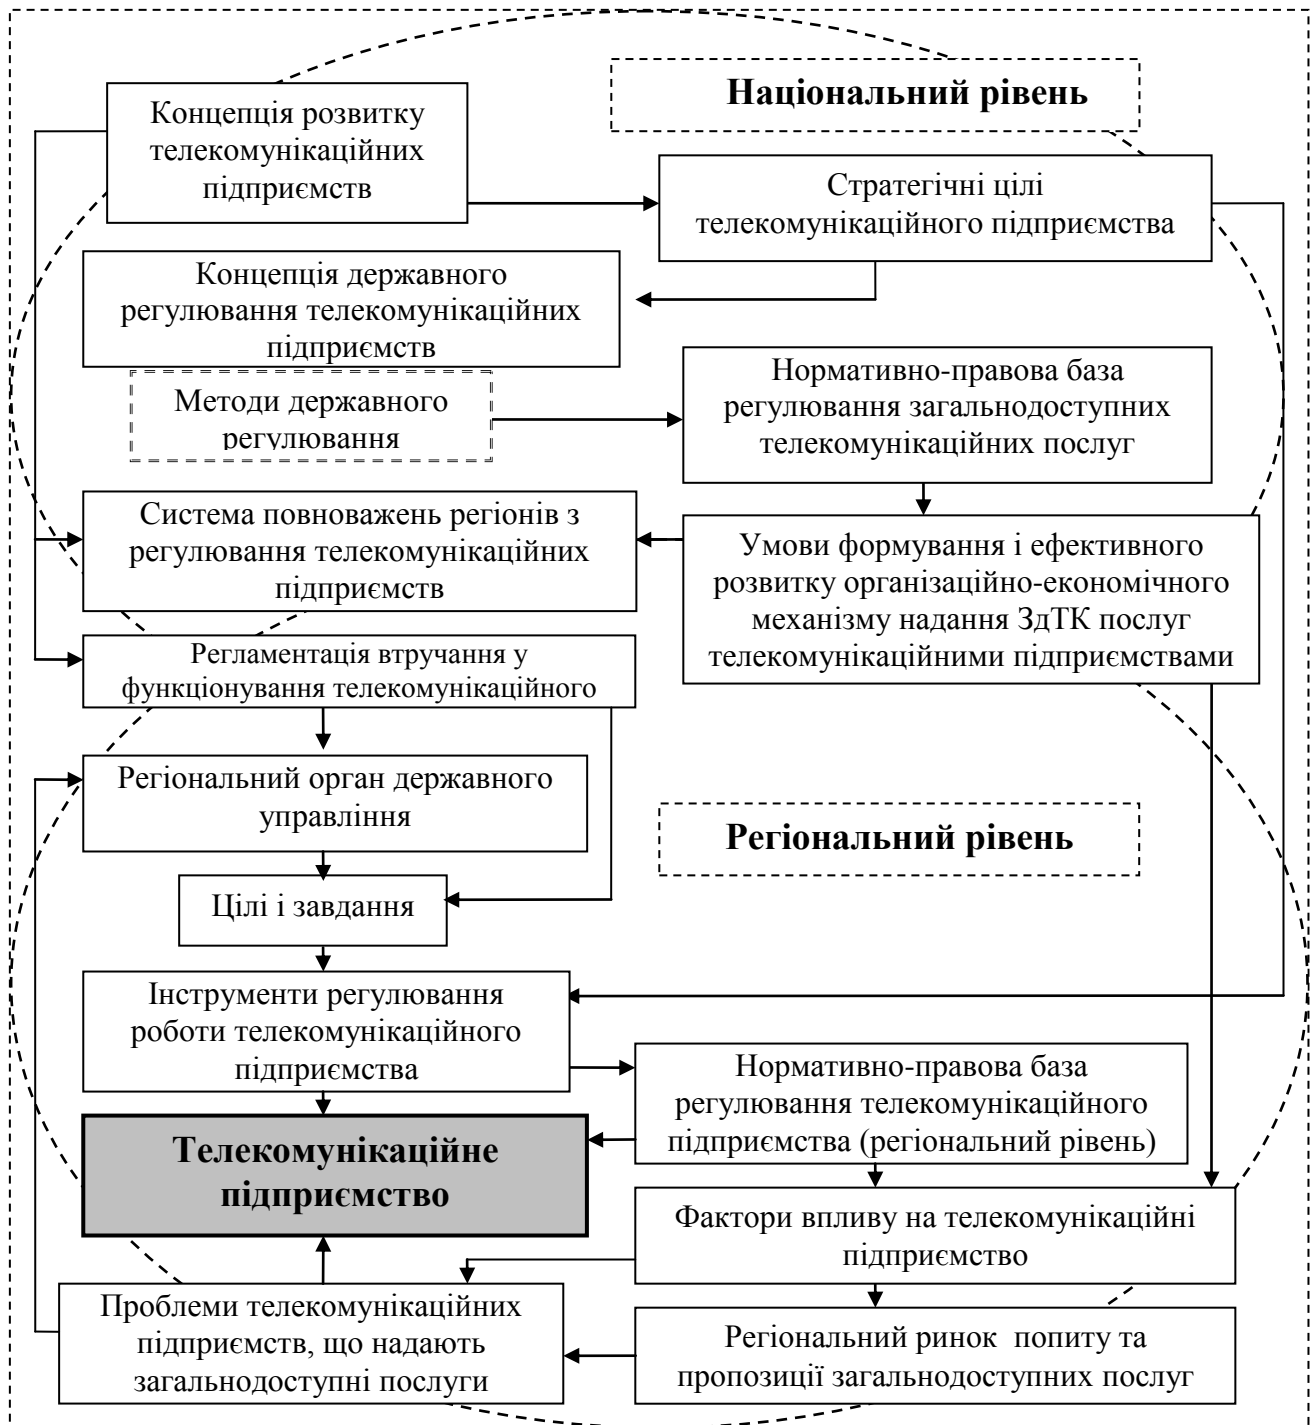 Національний рівень
Концепція розвитку
телекомунікаційних
підприємств
Стратегічні цілі
телекомунікаційного підприємства
Концепція державного
регулювання телекомунікаційних
підприємств
Нормативно-правова база
регулювання загальнодоступних
телекомунікаційних послуг
Методи державного
регулювання
Система повноважень регіонів з
регулювання телекомунікаційних
підприємств
Умови формування і ефективного
розвитку організаційно-економічного
механізму надання ЗдТК послуг
телекомунікаційними підприємствами
Регламентація втручання у
функціонування телекомунікаційного
Регіональний орган державного
управління
Регіональний рівень
Цілі і завдання
Інструменти регулювання
роботи телекомунікаційного
підприємства
Нормативно-правова база
регулювання телекомунікаційного
підприємства (регіональний рівень)
Телекомунікаційне
підприємство
Фактори впливу на телекомунікаційні
підприємство
Проблеми телекомунікаційних
підприємств, що надають
загальнодоступні послуги
Регіональний ринок попиту та
пропозиції загальнодоступних послуг